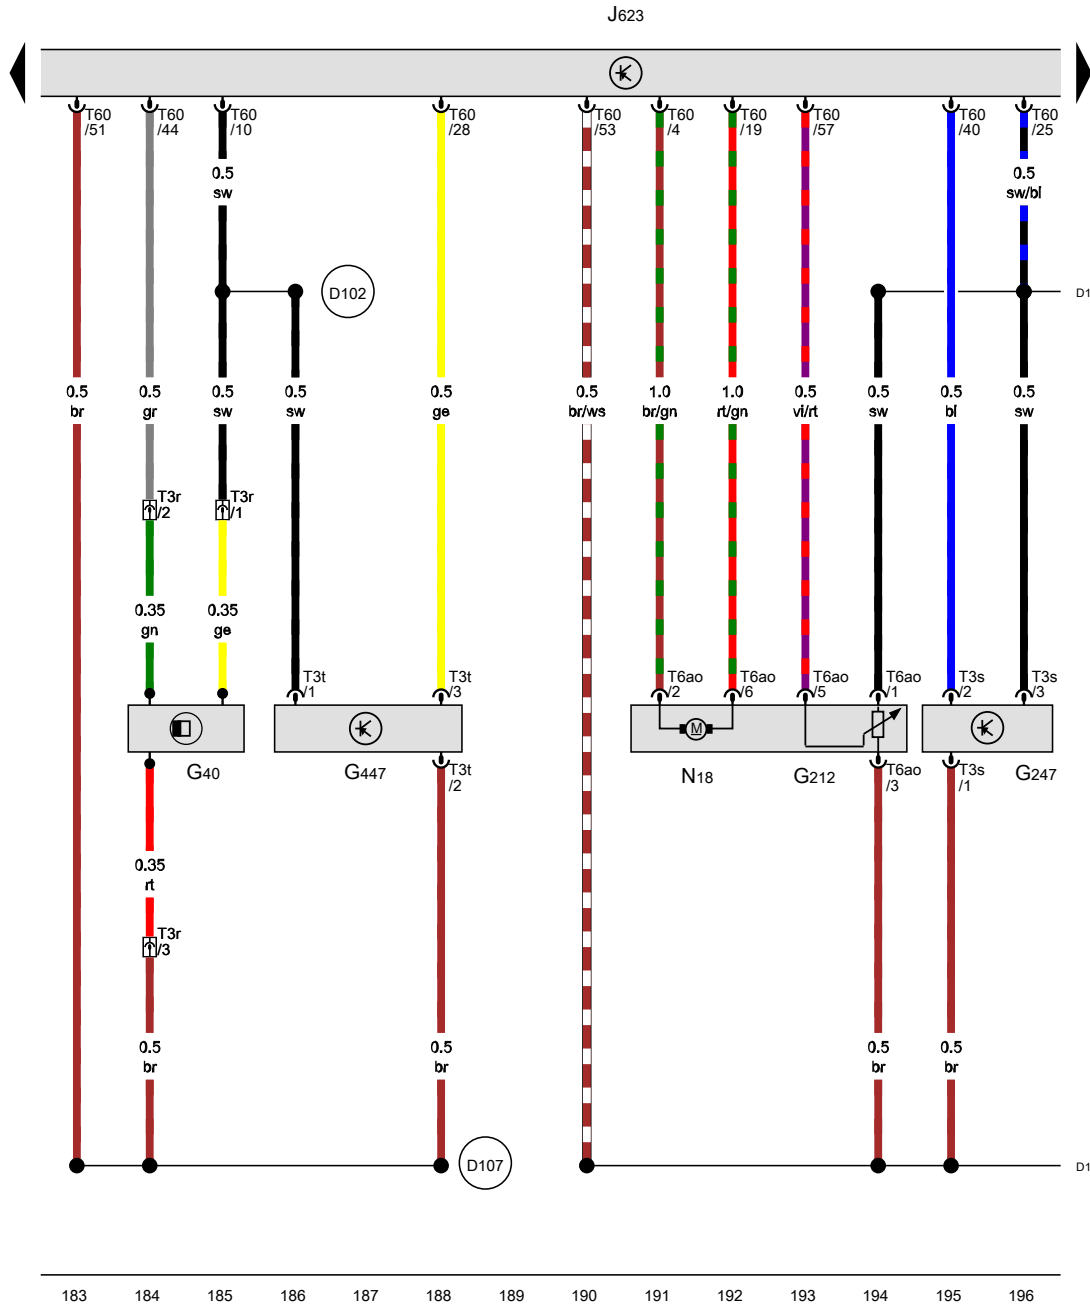 J623
T60 T60 T60 T60 T60 T60 T60 T60 T60 T60
/51 /44 /10 /28 /53 /4 /19 /57 /40 /25
0.5 0.5
sw sw/bl
D102 D1
0.5 0.5 0.5 0.5 0.5 0.5 1.0 1.0 0.5 0.5 0.5 0.5
br gr sw sw ge br/ws br/gn rt/gn vi/rt sw bl sw
T3r T3r
/2 /1
0.35 0.35
gn ge
T3t T3t T6ao T6ao T6ao T6ao T3s T3s
/1 /3 /2 /6 /5 /1 /2 /3
M
G40 G447 T3t N18 G212 T6ao T3s G247
/2 /3 /1
0.35
rt
T3r
/3
0.5 0.5 0.5 0.5
br br br br
D107 D1
183 184 185 186 187 188 189 190 191 192 193 194 195 196